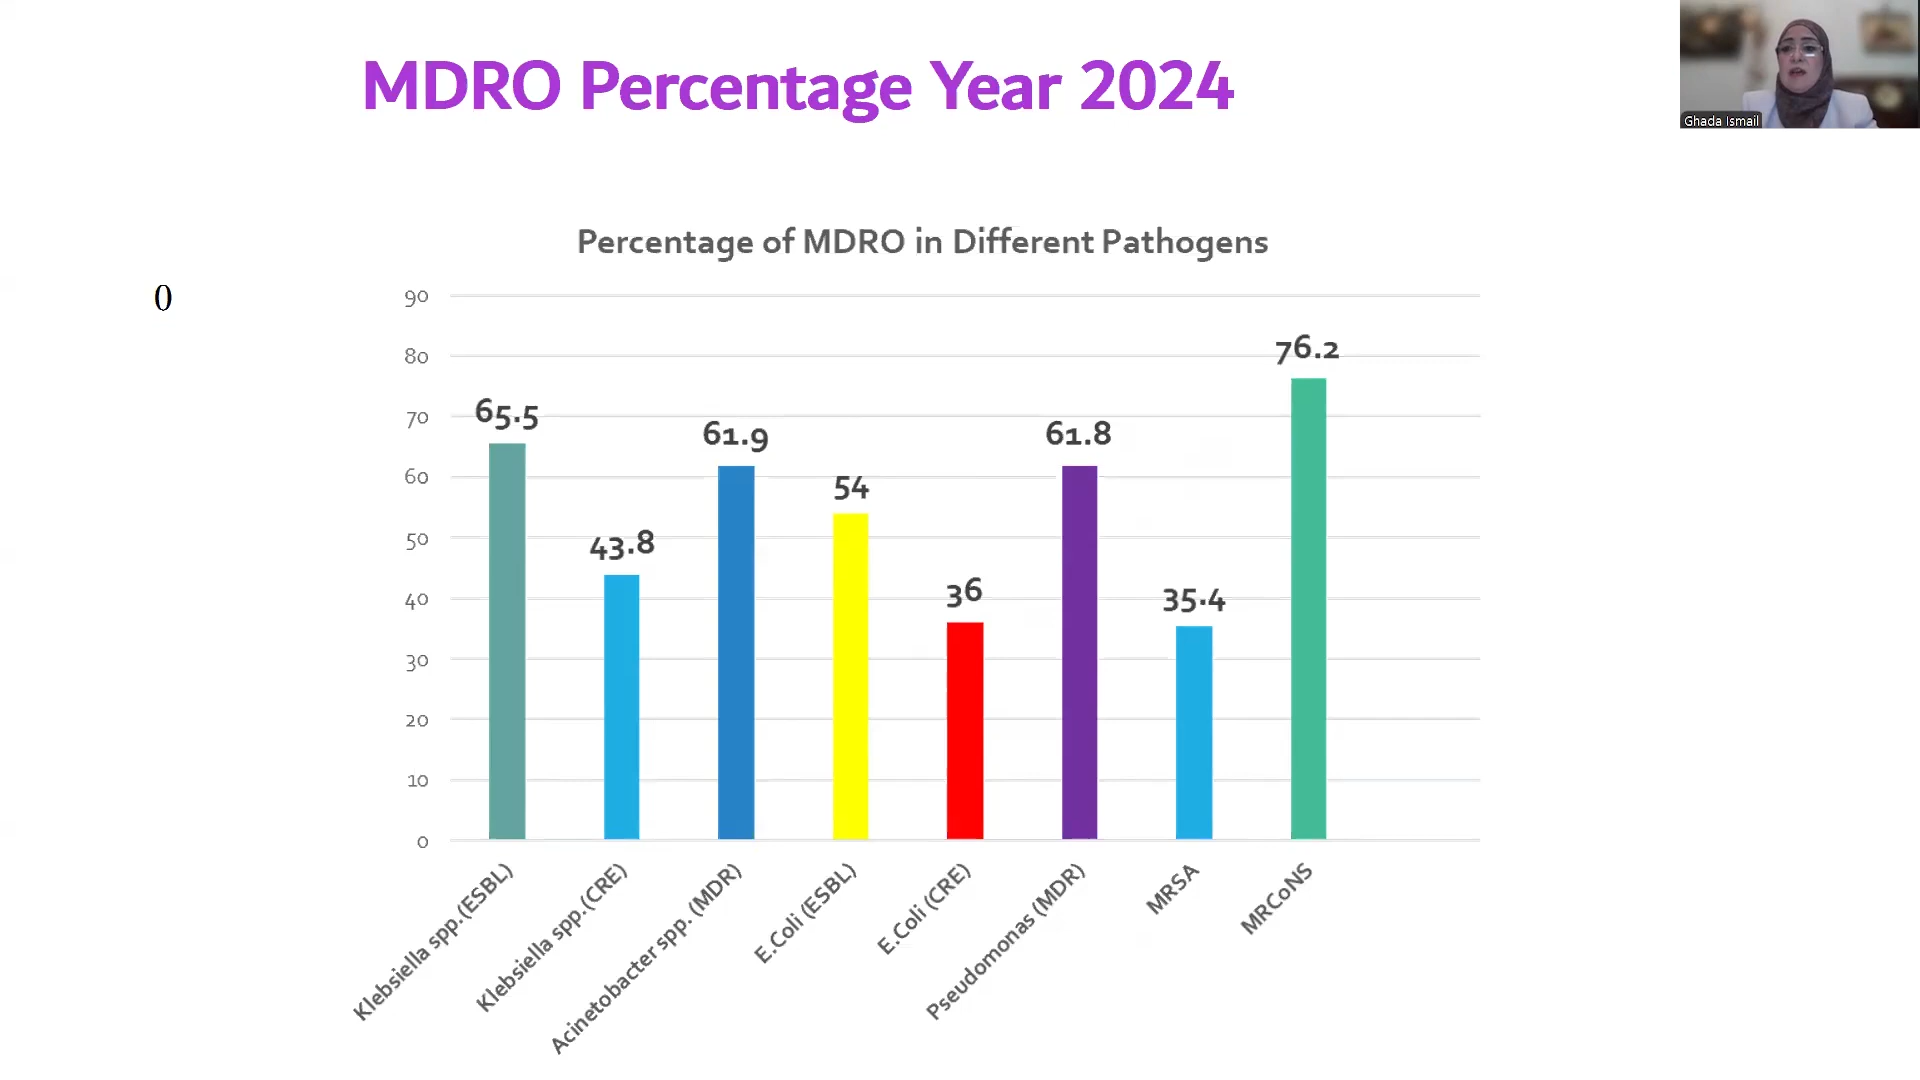 MDRO Percentage Year 2024
Ghada Ismail
Percentage of MDRO in Different Pathogens
0
90
80
70
60
50
40
30
20
10
0
65.5
43.8
61.9
54
36
61.8
35.4
76.2
Klebsiella spp.(ESBL)
Klebsiella spp.(CRE)
Acinetobacter spp. (MDR)
E.Coli (ESBL)
E.Coli (CRE)
Pseudomonas (MDR)
MRSA
MRCoNS